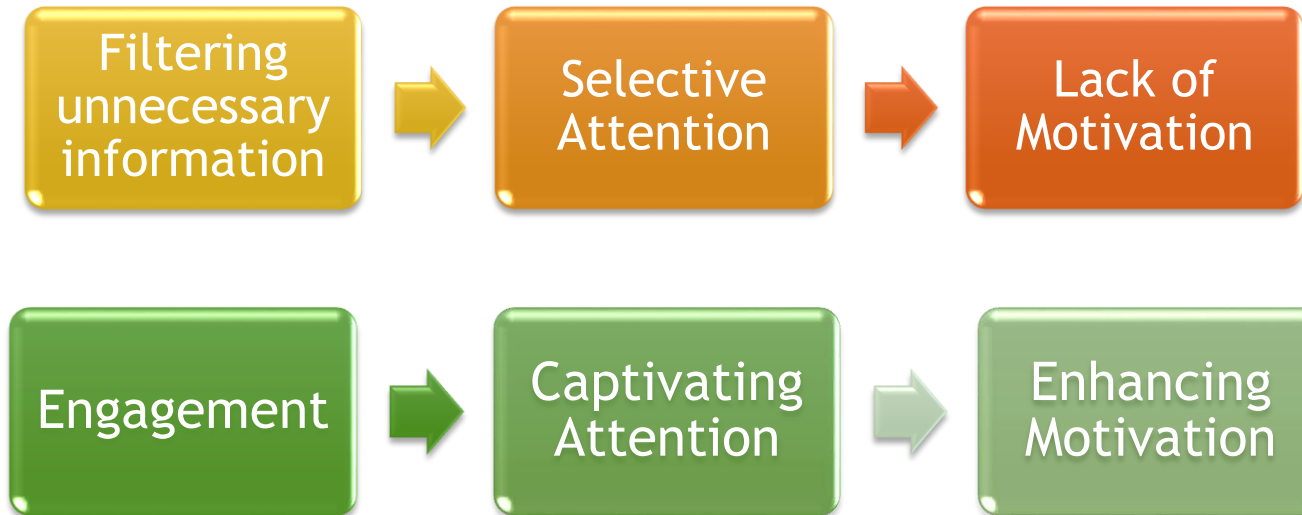 Filtering
unnecessary
information
Selective
Attention
Lack of
Motivation
Engagement
Captivating
Attention
Enhancing
Motivation